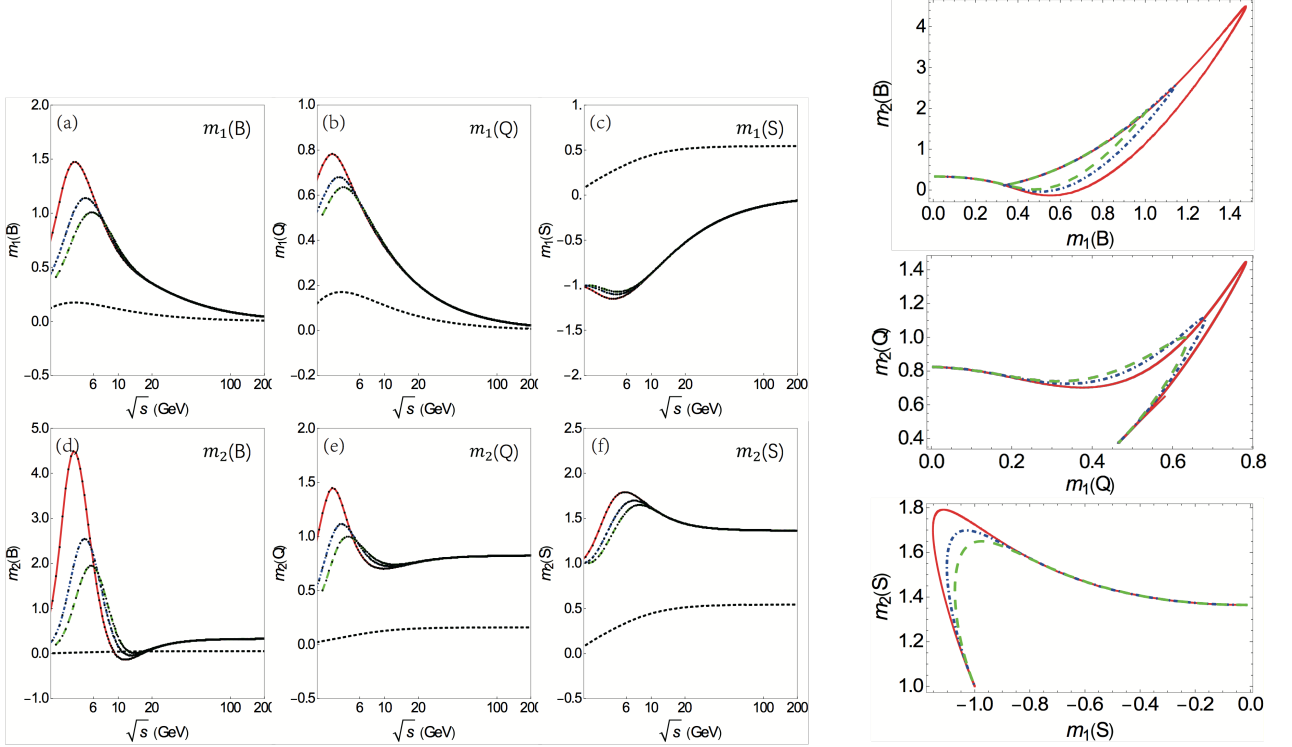 (a) m₁(B)
2.0
1.5
1.0
0.5
0.0
−0.5
m₁(B)
6 10 20 100 200
√s (GeV)
(b) m₁(Q)
1.0
0.8
0.6
0.4
0.2
0.0
−0.2
m₁(Q)
6 10 20 100 200
√s (GeV)
(c) m₁(S)
1.
0.5
0.
−0.5
−1.
−1.5
−2.
m₁(S)
6 10 20 100 200
√s (GeV)
(d) m₂(B)
5.0
4.0
3.0
2.0
1.0
0.0
−1.0
m₂(B)
6 10 20 100 200
√s (GeV)
(e) m₂(Q)
2.0
1.5
1.0
0.5
0.0
−0.5
m₂(Q)
6 10 20 100 200
√s (GeV)
(f) m₂(S)
2.5
2.0
1.5
1.0
0.5
0.0
−0.5
m₂(S)
6 10 20 100 200
√s (GeV)
4
3
2
1
0
m₂(B)
0.0 0.2 0.4 0.6 0.8 1.0 1.2 1.4
m₁(B)
1.4
1.2
1.0
0.8
0.6
0.4
m₂(Q)
0.0 0.2 0.4 0.6 0.8
m₁(Q)
1.8
1.6
1.4
1.2
1.0
m₂(S)
−1.0 −0.8 −0.6 −0.4 −0.2 0.0
m₁(S)